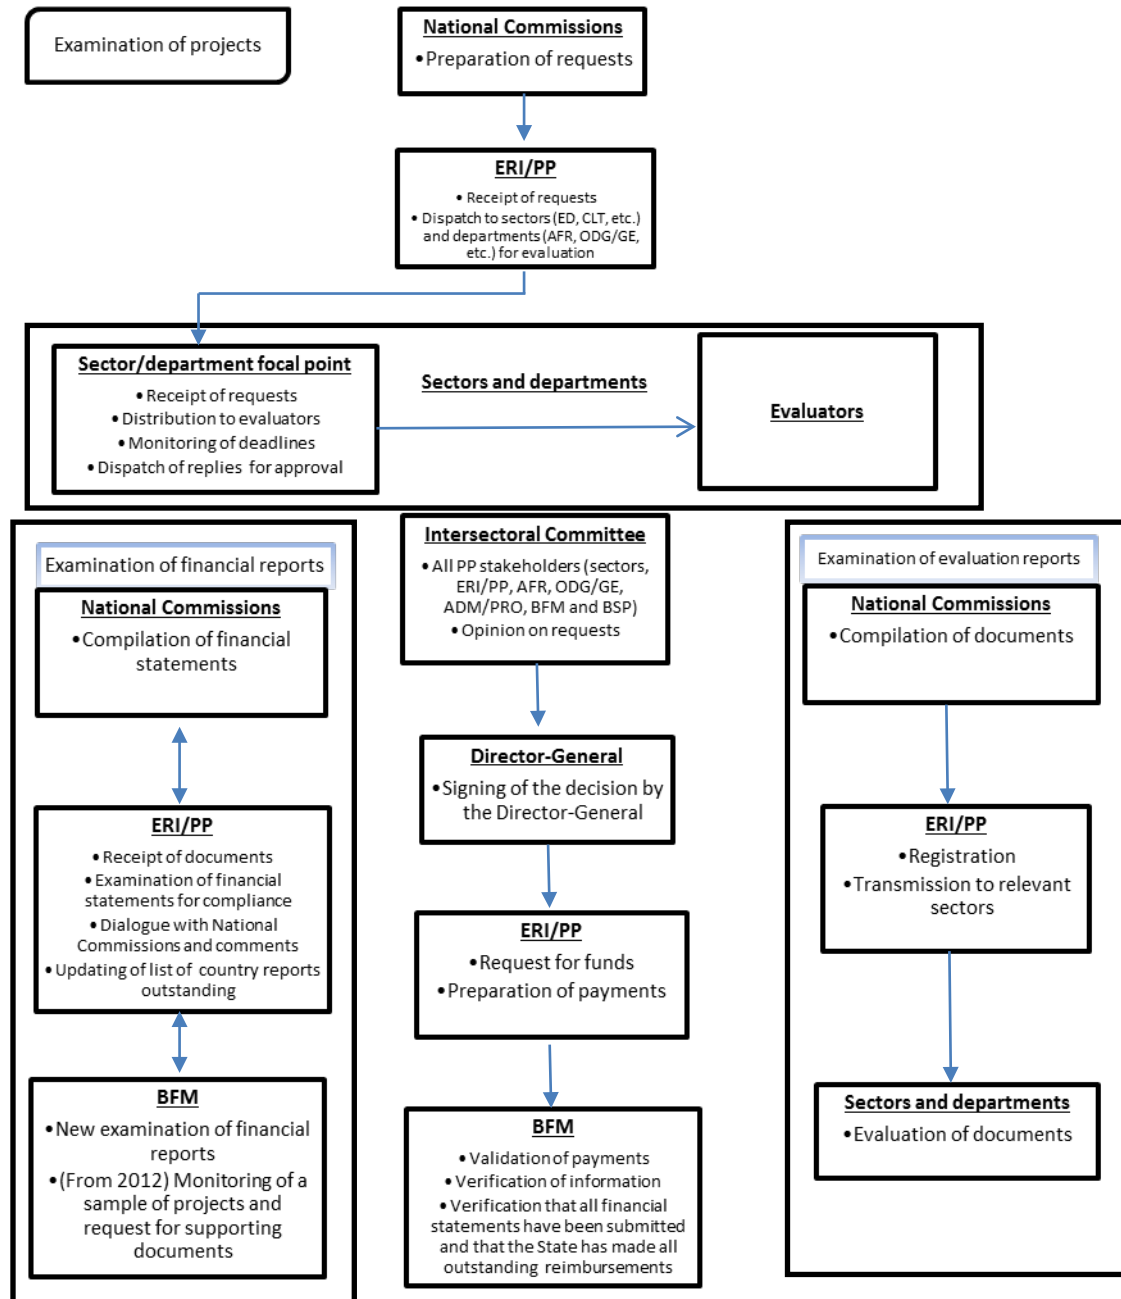 Examination of projects
National Commissions
•Preparation of requests
ERI/PP
• Receipt of requests
• Dispatch to sectors (ED, CLT, etc.)
and departments (AFR, ODG/GE,
etc.) for evaluation
Sector/department focal point
• Receipt of requests
• Distribution to evaluators
• Monitoring of deadlines
• Dispatch of replies for approval
Sectors and departments
Evaluators
Examination of financial reports
National Commissions
•Compilation of financial
statements
ERI/PP
• Receipt of documents
• Examination of financial
statements for compliance
• Dialogue with National
Commissions and comments
• Updating of list of country reports
outstanding
BFM
•New examination of financial
reports
•(From 2012) Monitoring of a
sample of projects and
request for supporting
documents
Intersectoral Committee
•All PP stakeholders (sectors,
ERI/PP, AFR, ODG/GE,
ADM/PRO, BFM and BSP)
•Opinion on requests
Director-General
•Signing of the decision by
the Director-General
ERI/PP
•Request for funds
•Preparation of payments
BFM
• Validation of payments
• Verification of information
• Verification that all financial
statements have been submitted
and that the State has made all
outstanding reimbursements
Examination of evaluation reports
National Commissions
•Compilation of documents
ERI/PP
•Registration
•Transmission to relevant
sectors
Sectors and departments
•Evaluation of documents